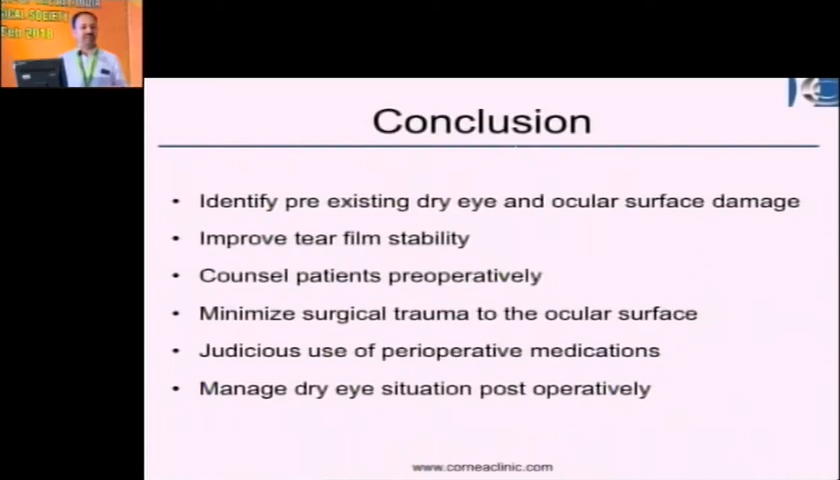 ICAL SOCIETY
Feb 2018
Conclusion
• Identify pre existing dry eye and ocular surface damage
• Improve tear film stability
• Counsel patients preoperatively
• Minimize surgical trauma to the ocular surface
• Judicious use of perioperative medications
• Manage dry eye situation post operatively
www.corneaclinic.com